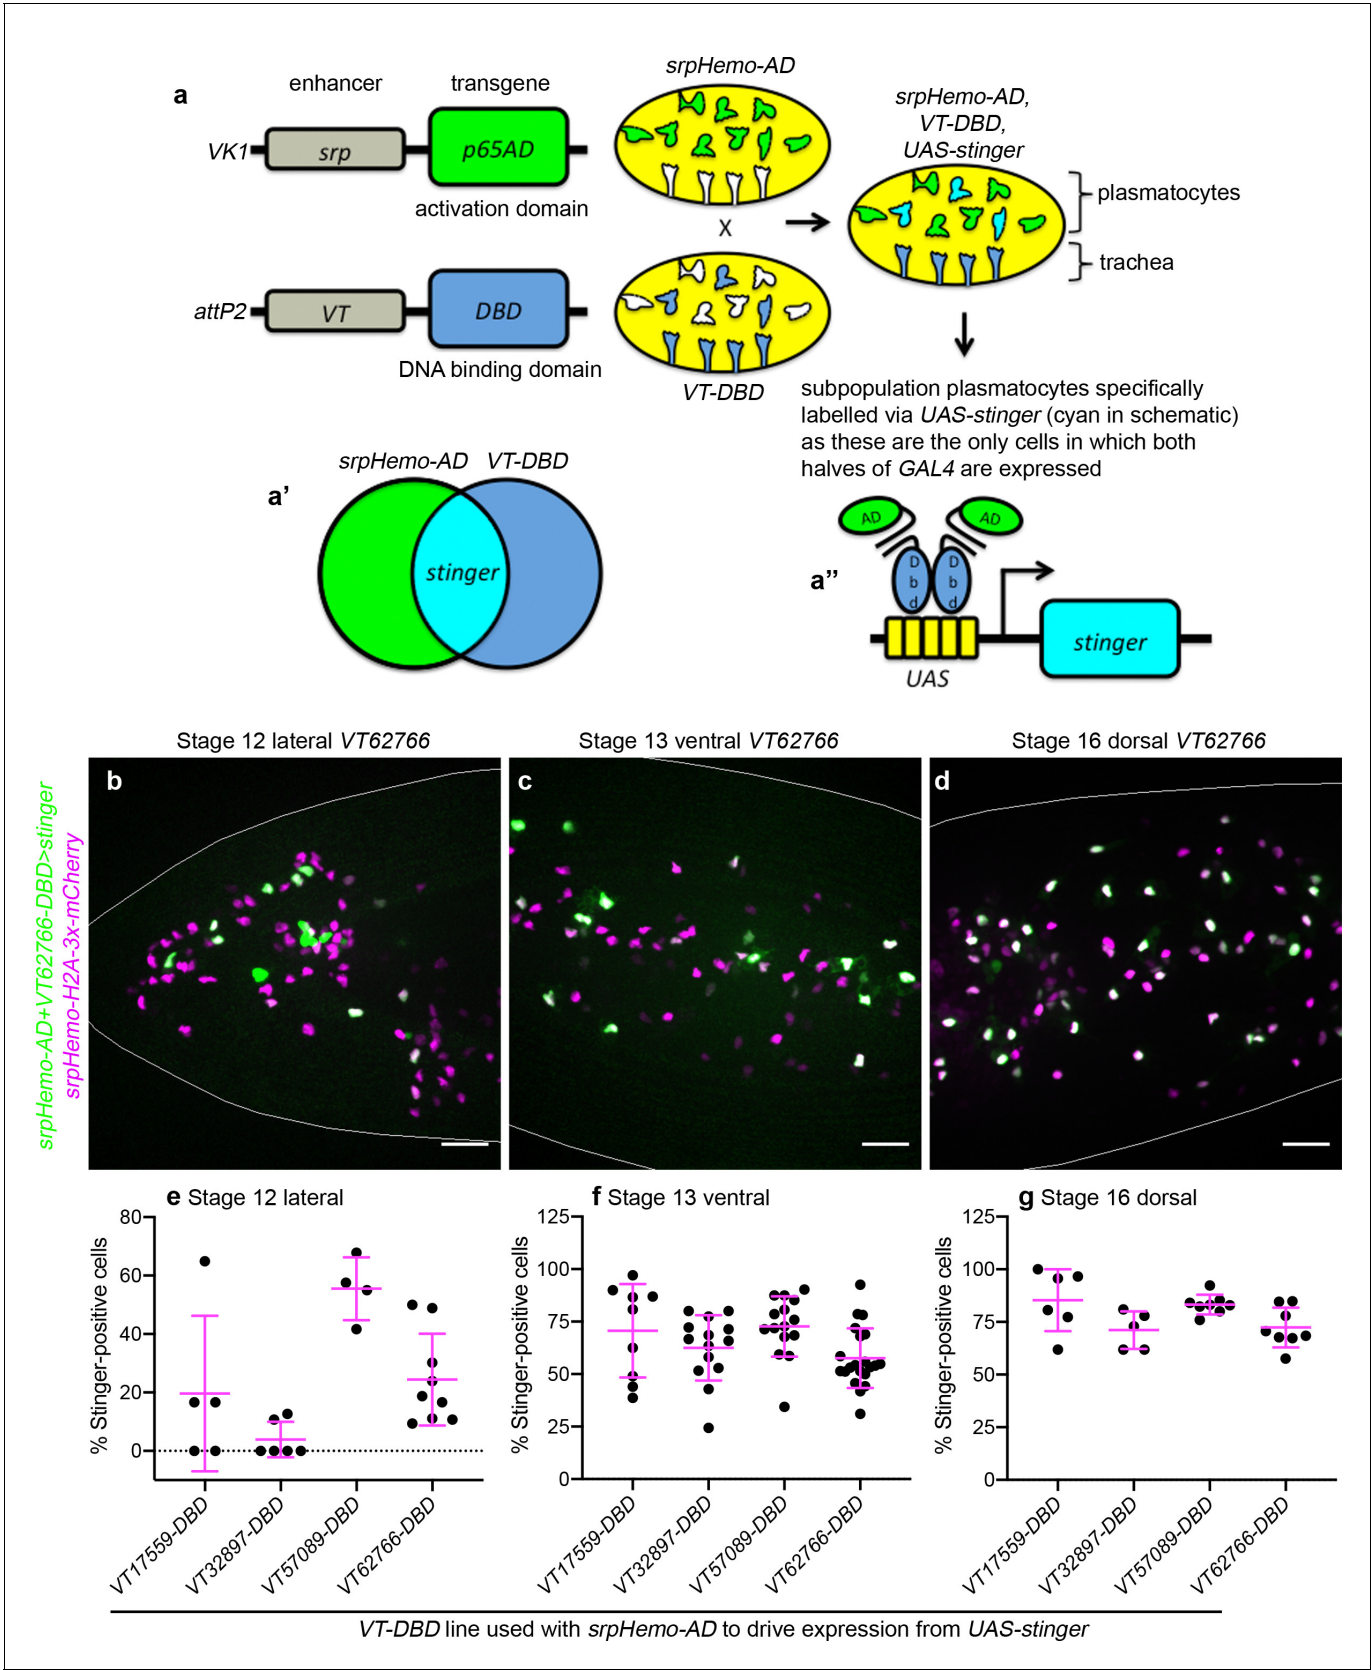 a
enhancer
transgene
srpHemo-AD
VK1
srp
p65AD
activation domain
X
srpHemo-AD,
VT-DBD,
UAS-stinger
plasmatocytes
trachea
attP2
VT
DBD
DNA binding domain
VT-DBD
subpopulation plasmatocytes specifically
labelled via UAS-stinger (cyan in schematic)
as these are the only cells in which both
halves of GAL4 are expressed
a’
srpHemo-AD VT-DBD
stinger
a”
AD
AD
Dbd
Dbd
UAS
stinger
Stage 12 lateral VT62766
Stage 13 ventral VT62766
Stage 16 dorsal VT62766
srpHemo-AD+VT62766-DBD>stinger
srpHemo-H2A-3x-mCherry
b
c
d
e Stage 12 lateral
% Stinger-positive cells
80
60
40
20
0
VT17559-DBD
VT32897-DBD
VT57089-DBD
VT62766-DBD
f Stage 13 ventral
% Stinger-positive cells
125
100
75
50
25
0
VT17559-DBD
VT32897-DBD
VT57089-DBD
VT62766-DBD
g Stage 16 dorsal
% Stinger-positive cells
125
100
75
50
25
0
VT17559-DBD
VT32897-DBD
VT57089-DBD
VT62766-DBD
VT-DBD line used with srpHemo-AD to drive expression from UAS-stinger